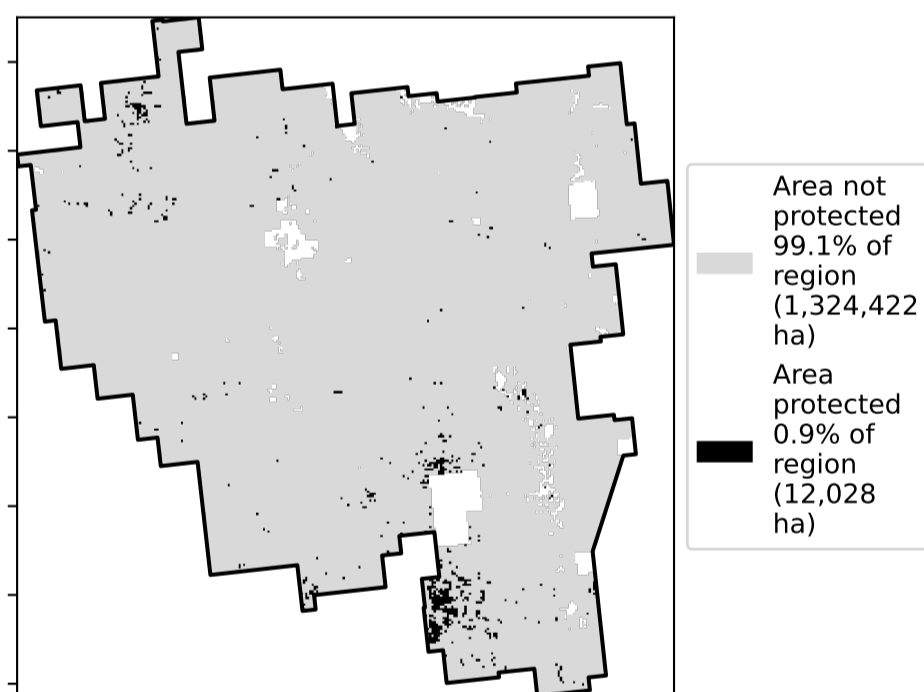 Area not
protected
99.1% of
region
(1,324,422
ha)
Area
protected
0.9% of
region
(12,028
ha)